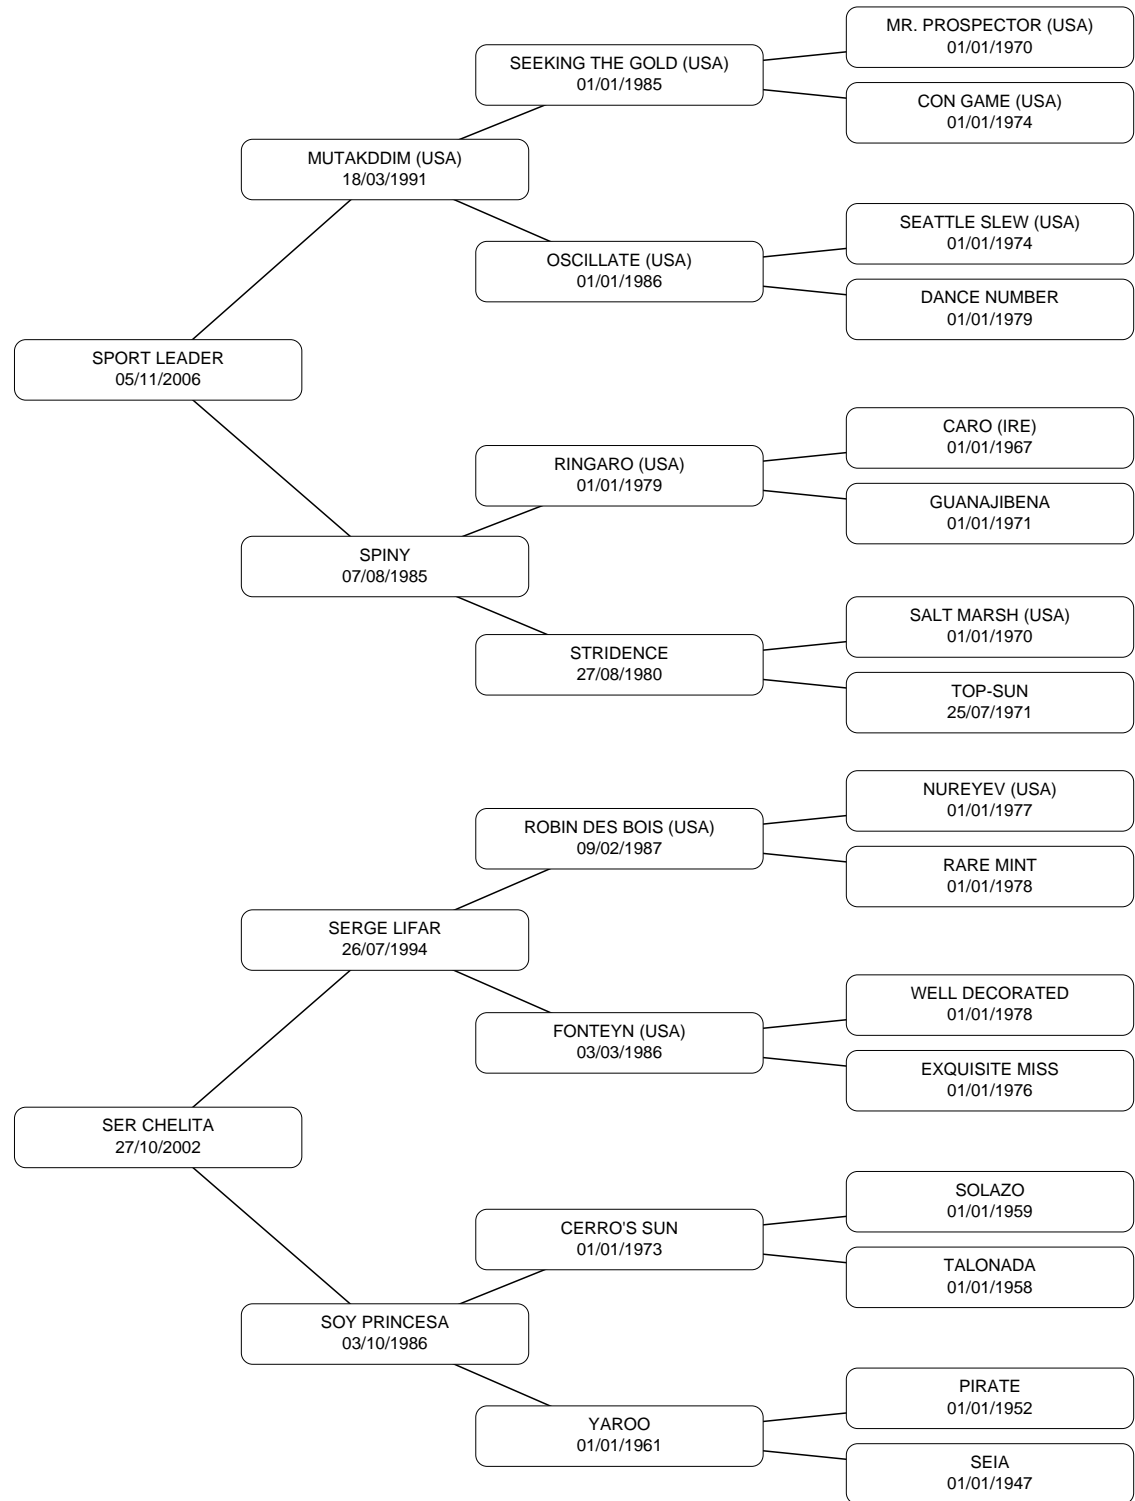 MR. PROSPECTOR (USA)
01/01/1970
SEEKING THE GOLD (USA)
01/01/1985
CON GAME (USA)
01/01/1974
MUTAKDDIM (USA)
18/03/1991
SEATTLE SLEW (USA)
01/01/1974
OSCILLATE (USA)
01/01/1986
DANCE NUMBER
01/01/1979
SPORT LEADER
05/11/2006
CARO (IRE)
01/01/1967
RINGARO (USA)
01/01/1979
GUANAJIBENA
01/01/1971
SPINY
07/08/1985
SALT MARSH (USA)
01/01/1970
STRIDENCE
27/08/1980
TOP-SUN
25/07/1971
NUREYEV (USA)
01/01/1977
ROBIN DES BOIS (USA)
09/02/1987
RARE MINT
01/01/1978
SERGE LIFAR
26/07/1994
WELL DECORATED
01/01/1978
FONTEYN (USA)
03/03/1986
EXQUISITE MISS
01/01/1976
SER CHELITA
27/10/2002
SOLAZO
01/01/1959
CERRO'S SUN
01/01/1973
TALONADA
01/01/1958
SOY PRINCESA
03/10/1986
PIRATE
01/01/1952
YAROO
01/01/1961
SEIA
01/01/1947